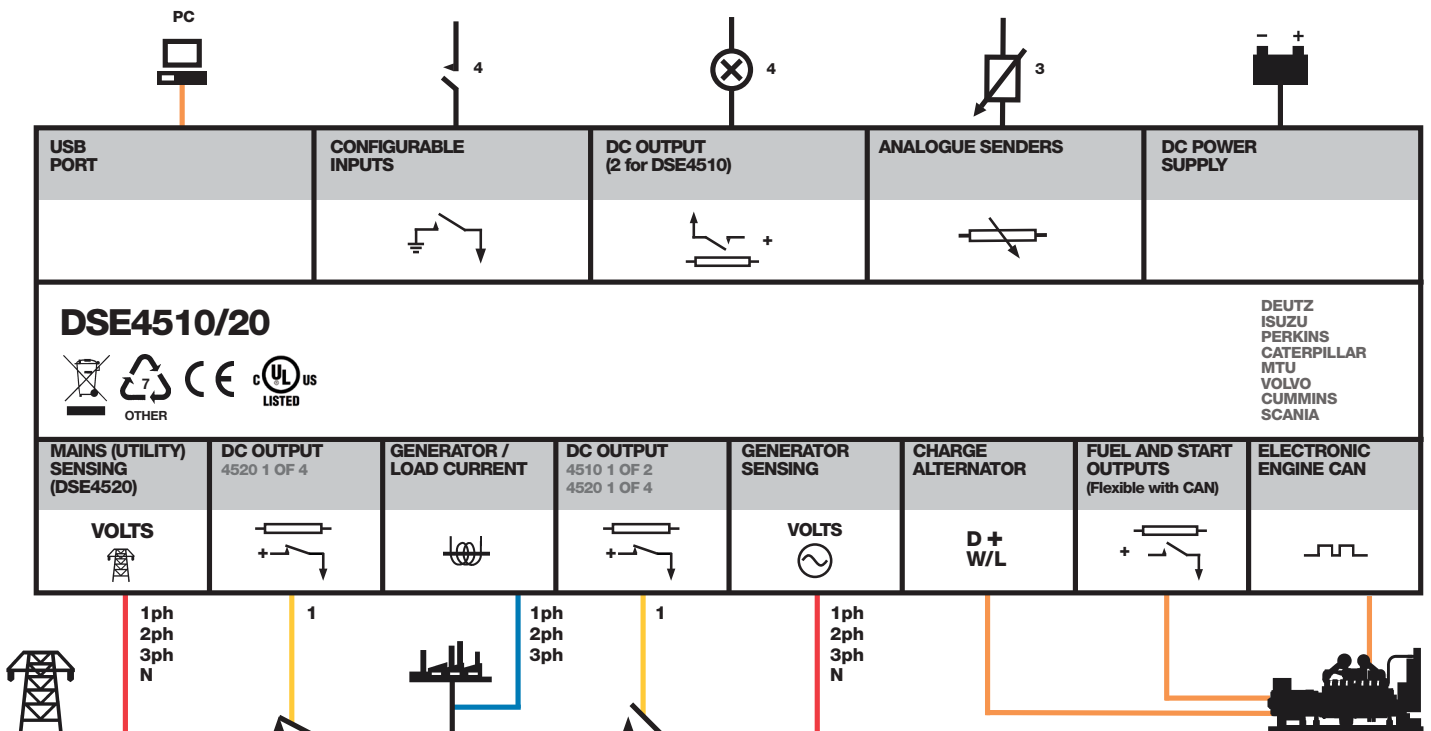 PC
4
4
3
– +
USB
PORT
CONFIGURABLE
INPUTS
DC OUTPUT
(2 for DSE4510)
ANALOGUE SENDERS
DC POWER
SUPPLY
+
DSE4510/20
7
OTHER
CE
C UL US
LISTED
DEUTZ
ISUZU
PERKINS
CATERPILLAR
MTU
VOLVO
CUMMINS
SCANIA
MAINS (UTILITY)
SENSING
(DSE4520)
VOLTS
DC OUTPUT
4520 1 OF 4
+
GENERATOR /
LOAD CURRENT
DC OUTPUT
4510 1 OF 2
4520 1 OF 4
+
GENERATOR
SENSING
VOLTS
CHARGE
ALTERNATOR
D +
W/L
FUEL AND START
OUTPUTS
(Flexible with CAN)
+
ELECTRONIC
ENGINE CAN
1ph
2ph
3ph
N
1
1ph
2ph
3ph
1
1ph
2ph
3ph
N